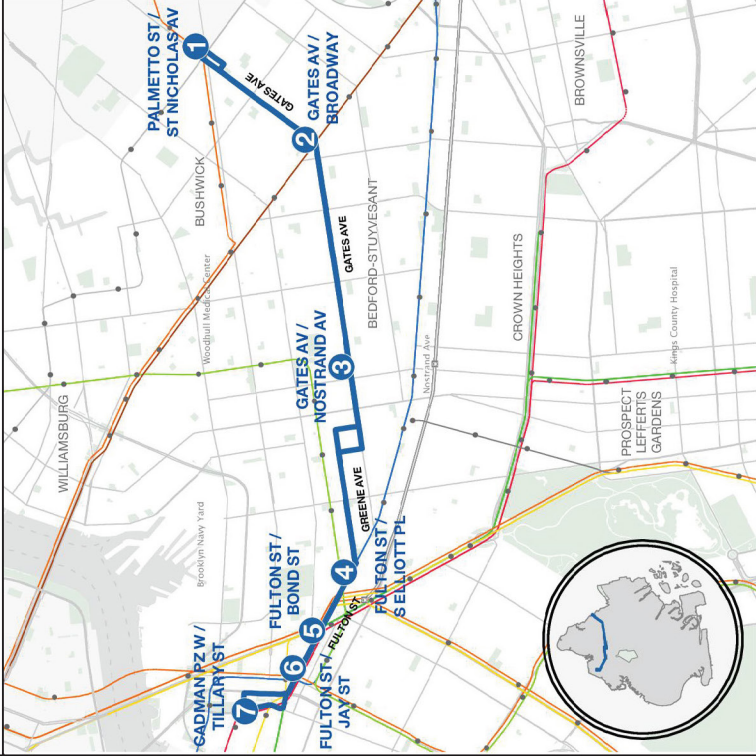 PALMETTO ST /
ST NICHOLAS AV
1
GATES AVE
GATES AV /
BROADWAY
2
BUSHWICK
BROWNSVILLE
Woodhull Medical Center
GATES AVE
BEDFORD-STUYVESANT
CROWN HEIGHTS
Kings County Hospital
GATES AV /
NOSTRAND AV
3
Nostrand Ave
WILLIAMSBURG
PROSPECT
LEFFERTS
GARDENS
GREENE AVE
Brooklyn Navy Yard
FULTON ST /
S ELLIOTT PL
4
FULTON ST /
BOND ST
5
FULTON ST
6
FULTON ST /
JAY ST
CADMAN PZ W /
TILLARY ST
7